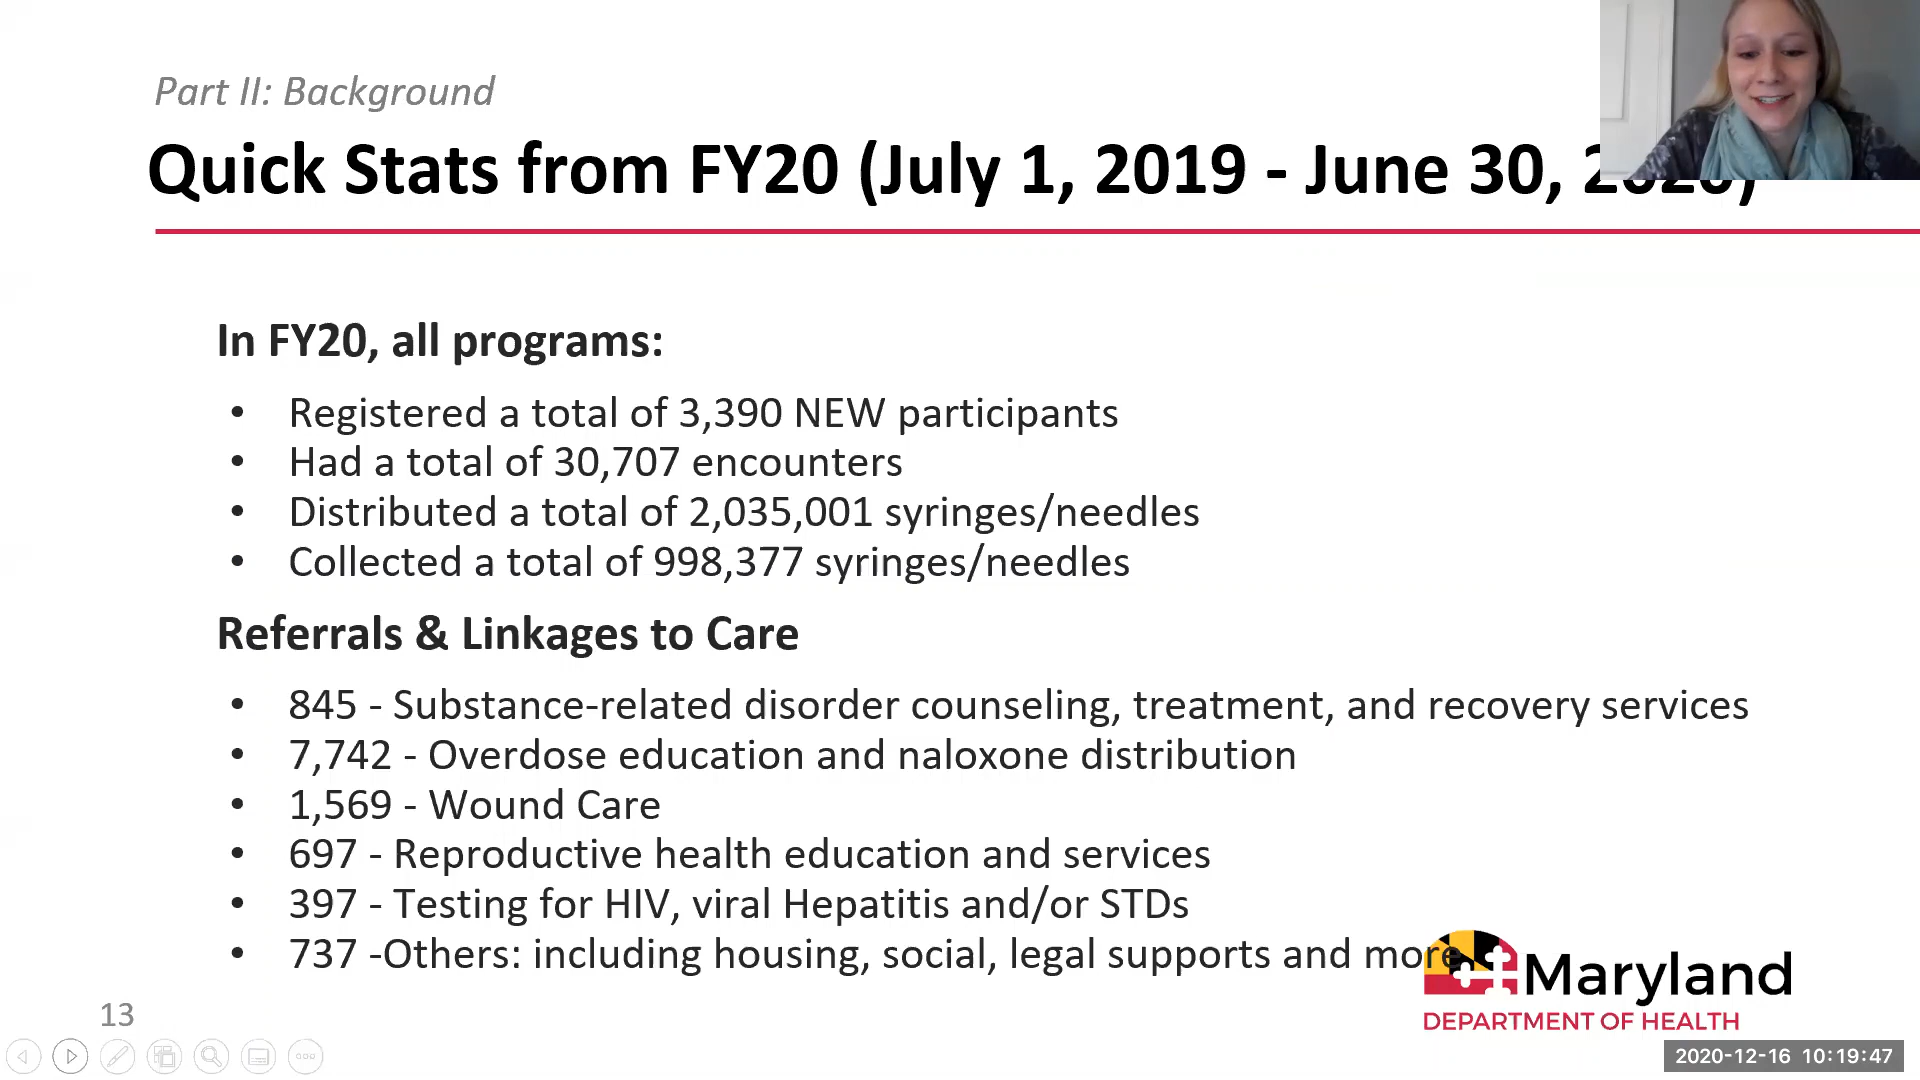 Part II: Background
Quick Stats from FY20 (July 1, 2019 - June 30, 2020)
In FY20, all programs:
• Registered a total of 3,390 NEW participants
• Had a total of 30,707 encounters
• Distributed a total of 2,035,001 syringes/needles
• Collected a total of 998,377 syringes/needles
Referrals & Linkages to Care
• 845 - Substance-related disorder counseling, treatment, and recovery services
• 7,742 - Overdose education and naloxone distribution
• 1,569 - Wound Care
• 697 - Reproductive health education and services
• 397 - Testing for HIV, viral Hepatitis and/or STDs
• 737 -Others: including housing, social, legal supports and more
Maryland
DEPARTMENT OF HEALTH
13
2020-12-16 10:19:47